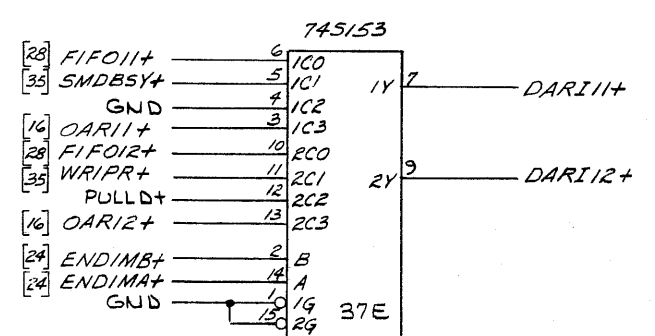 74S153
[28] FIFO11+ 6 1C0
[35] SMDBSY+ 5 1C1 1Y 7 DARI11+
GND 4 1C2
[16] OAR11+ 3 1C3
[28] FIFO12+ 10 2C0
[35] WRIPR+ 11 2C1 2Y 9 DARI12+
PULLD+ 12 2C2
[16] OAR12+ 13 2C3
[24] ENDIMB+ 2 B
[24] ENDIMA+ 14 A
GND 1 1G
15 2G 37E